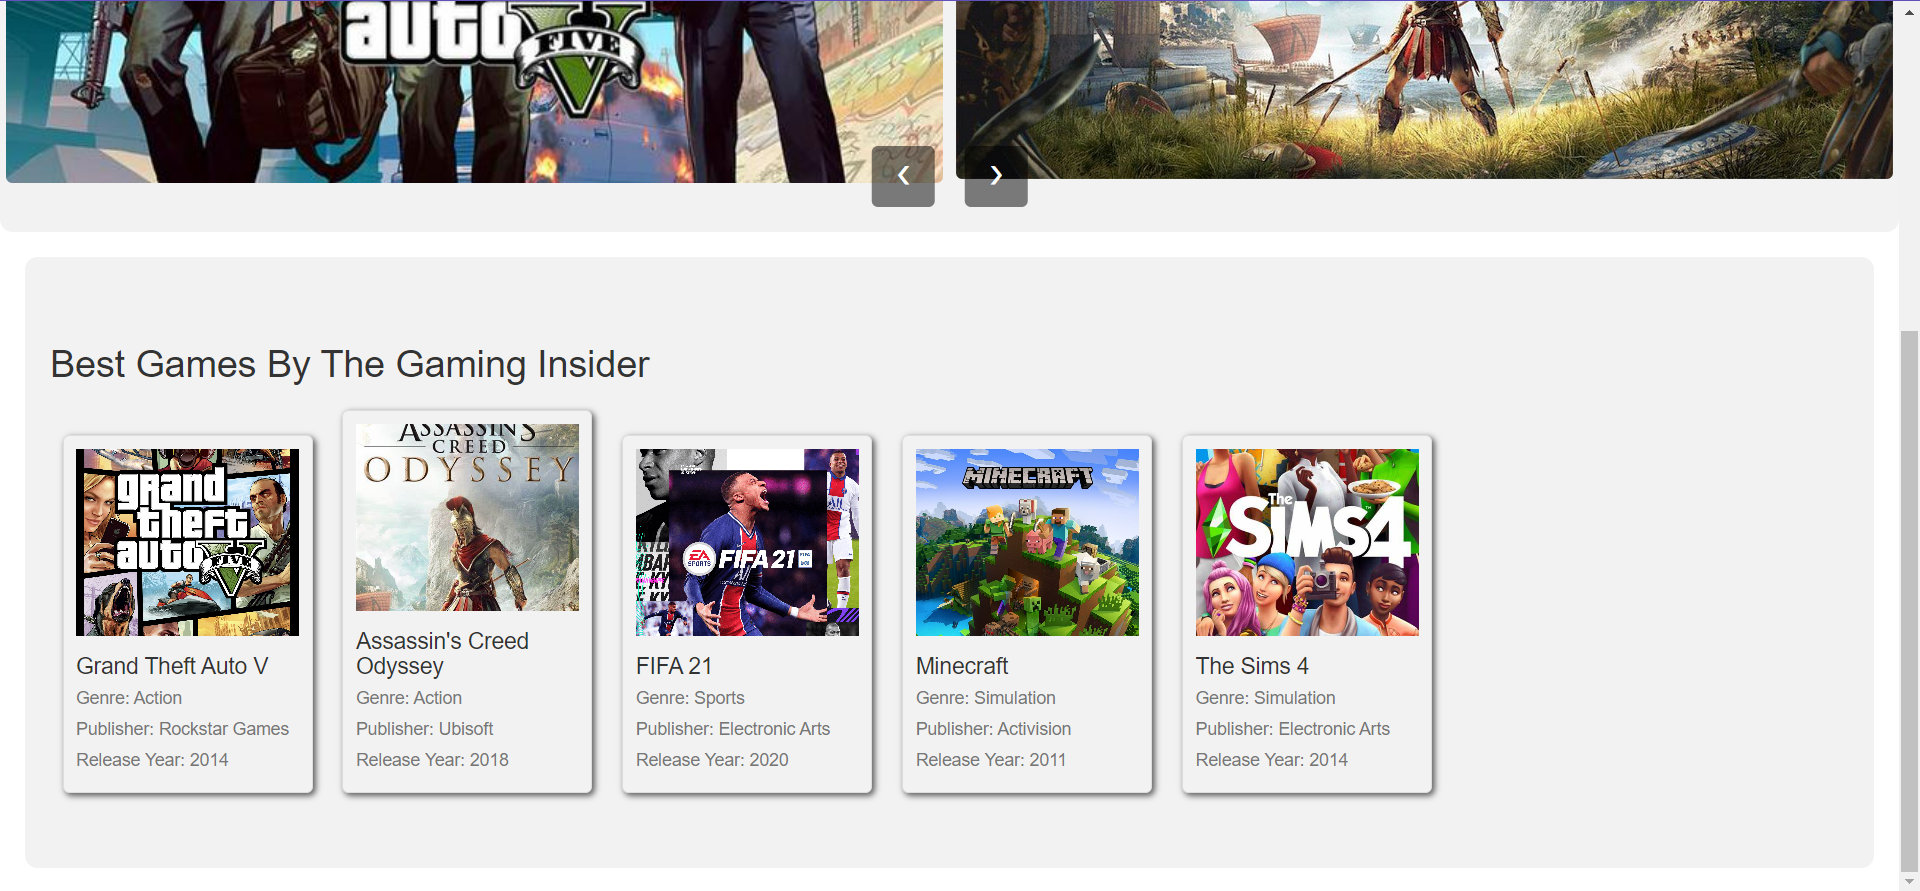 auto
FIVE
‹ ›
Best Games By The Gaming Insider
grand
theft
auto
FIVE
Grand Theft Auto V
Genre: Action
Publisher: Rockstar Games
Release Year: 2014
ASSASSIN'S
CREED
ODYSSEY
Assassin's Creed
Odyssey
Genre: Action
Publisher: Ubisoft
Release Year: 2018
EA
SPORTS
FIFA 21
FIFA 21
Genre: Sports
Publisher: Electronic Arts
Release Year: 2020
MINECRAFT
Minecraft
Genre: Simulation
Publisher: Activision
Release Year: 2011
The
SIMS 4
The Sims 4
Genre: Simulation
Publisher: Electronic Arts
Release Year: 2014